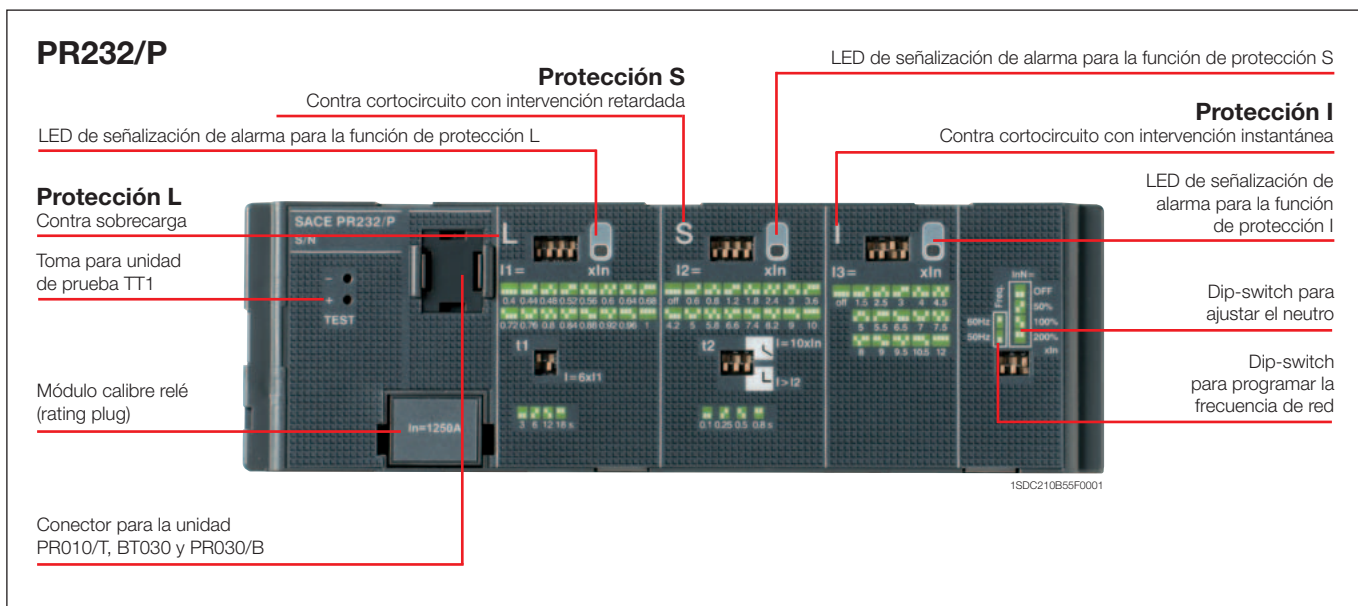 PR232/P
Protección S
Contra cortocircuito con intervención retardada
LED de señalización de alarma para la función de protección S
LED de señalización de alarma para la función de protección L
Protección I
Contra cortocircuito con intervención instantánea
LED de señalización de
alarma para la función
de protección I
Protección L
Contra sobrecarga
Toma para unidad
de prueba TT1
Módulo calibre relé
(rating plug)
Conector para la unidad
PR010/T, BT030 y PR030/B
Dip-switch para
ajustar el neutro
Dip-switch
para programar la
frecuencia de red
SACE PR232/P
S/N
-
+
TEST
In=1250A
L
I1= xIn
0.4 0.44 0.48 0.52 0.56 0.6 0.64 0.68
0.72 0.76 0.8 0.84 0.88 0.92 0.96 1
t1
I=6xI1
3 6 12 18 s
S
I2= xIn
off 0.6 0.8 1.2 1.8 2.4 3 3.6
4.2 5 5.8 6.6 7.4 8.2 9 10
t2
I=10xIn
I>I2
0.1 0.25 0.5 0.8 s
I
I3= xIn
off 1.5 2.5 3 4 4.5
5 5.5 6.5 7 7.5
8 9 9.5 10.5 12
InN=
Freq.
OFF
50%
60Hz 100%
50Hz 200%
xIn
1SDC210B55F0001